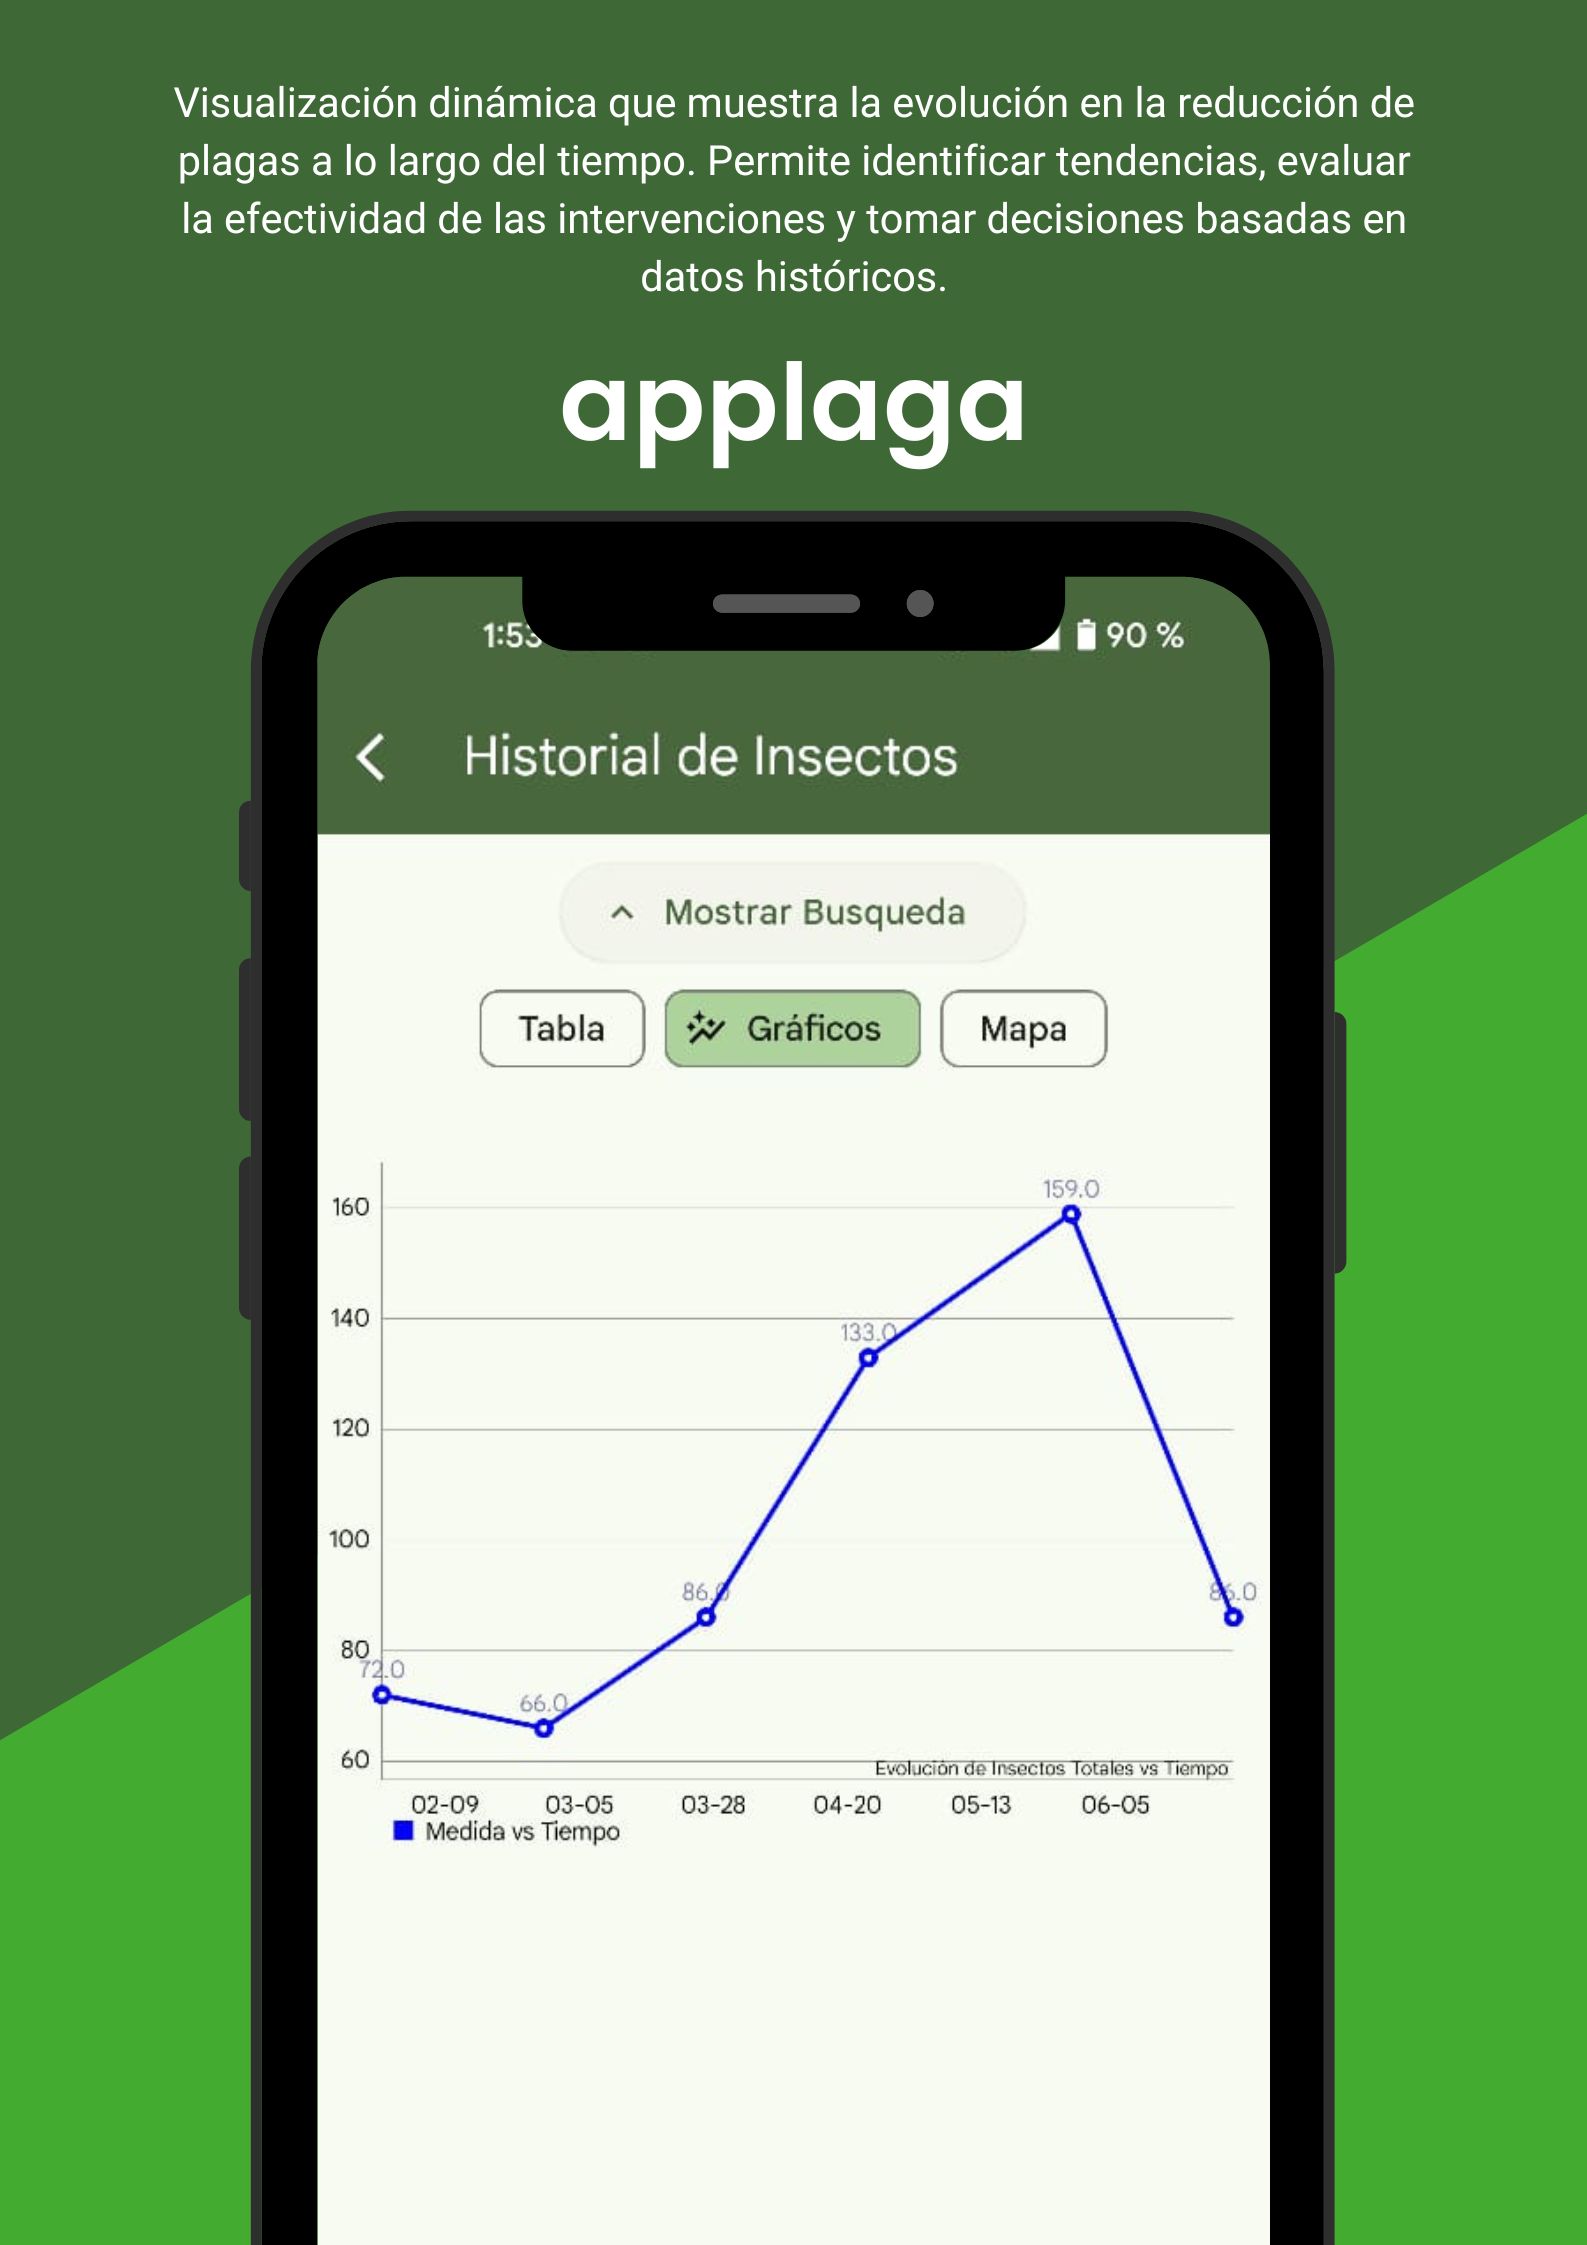 Visualización dinámica que muestra la evolución en la reducción de
plagas a lo largo del tiempo. Permite identificar tendencias, evaluar
la efectividad de las intervenciones y tomar decisiones basadas en
datos históricos.
applaga
1:53
90 %
Historial de Insectos
Mostrar Busqueda
Tabla
Gráficos
Mapa
159.0
160
140
133.0
120
100
86.0
86.0
80
72.0
66.0
60
Evolución de Insectos Totales vs Tiempo
02-09 03-05 03-28 04-20 05-13 06-05
Medida vs Tiempo